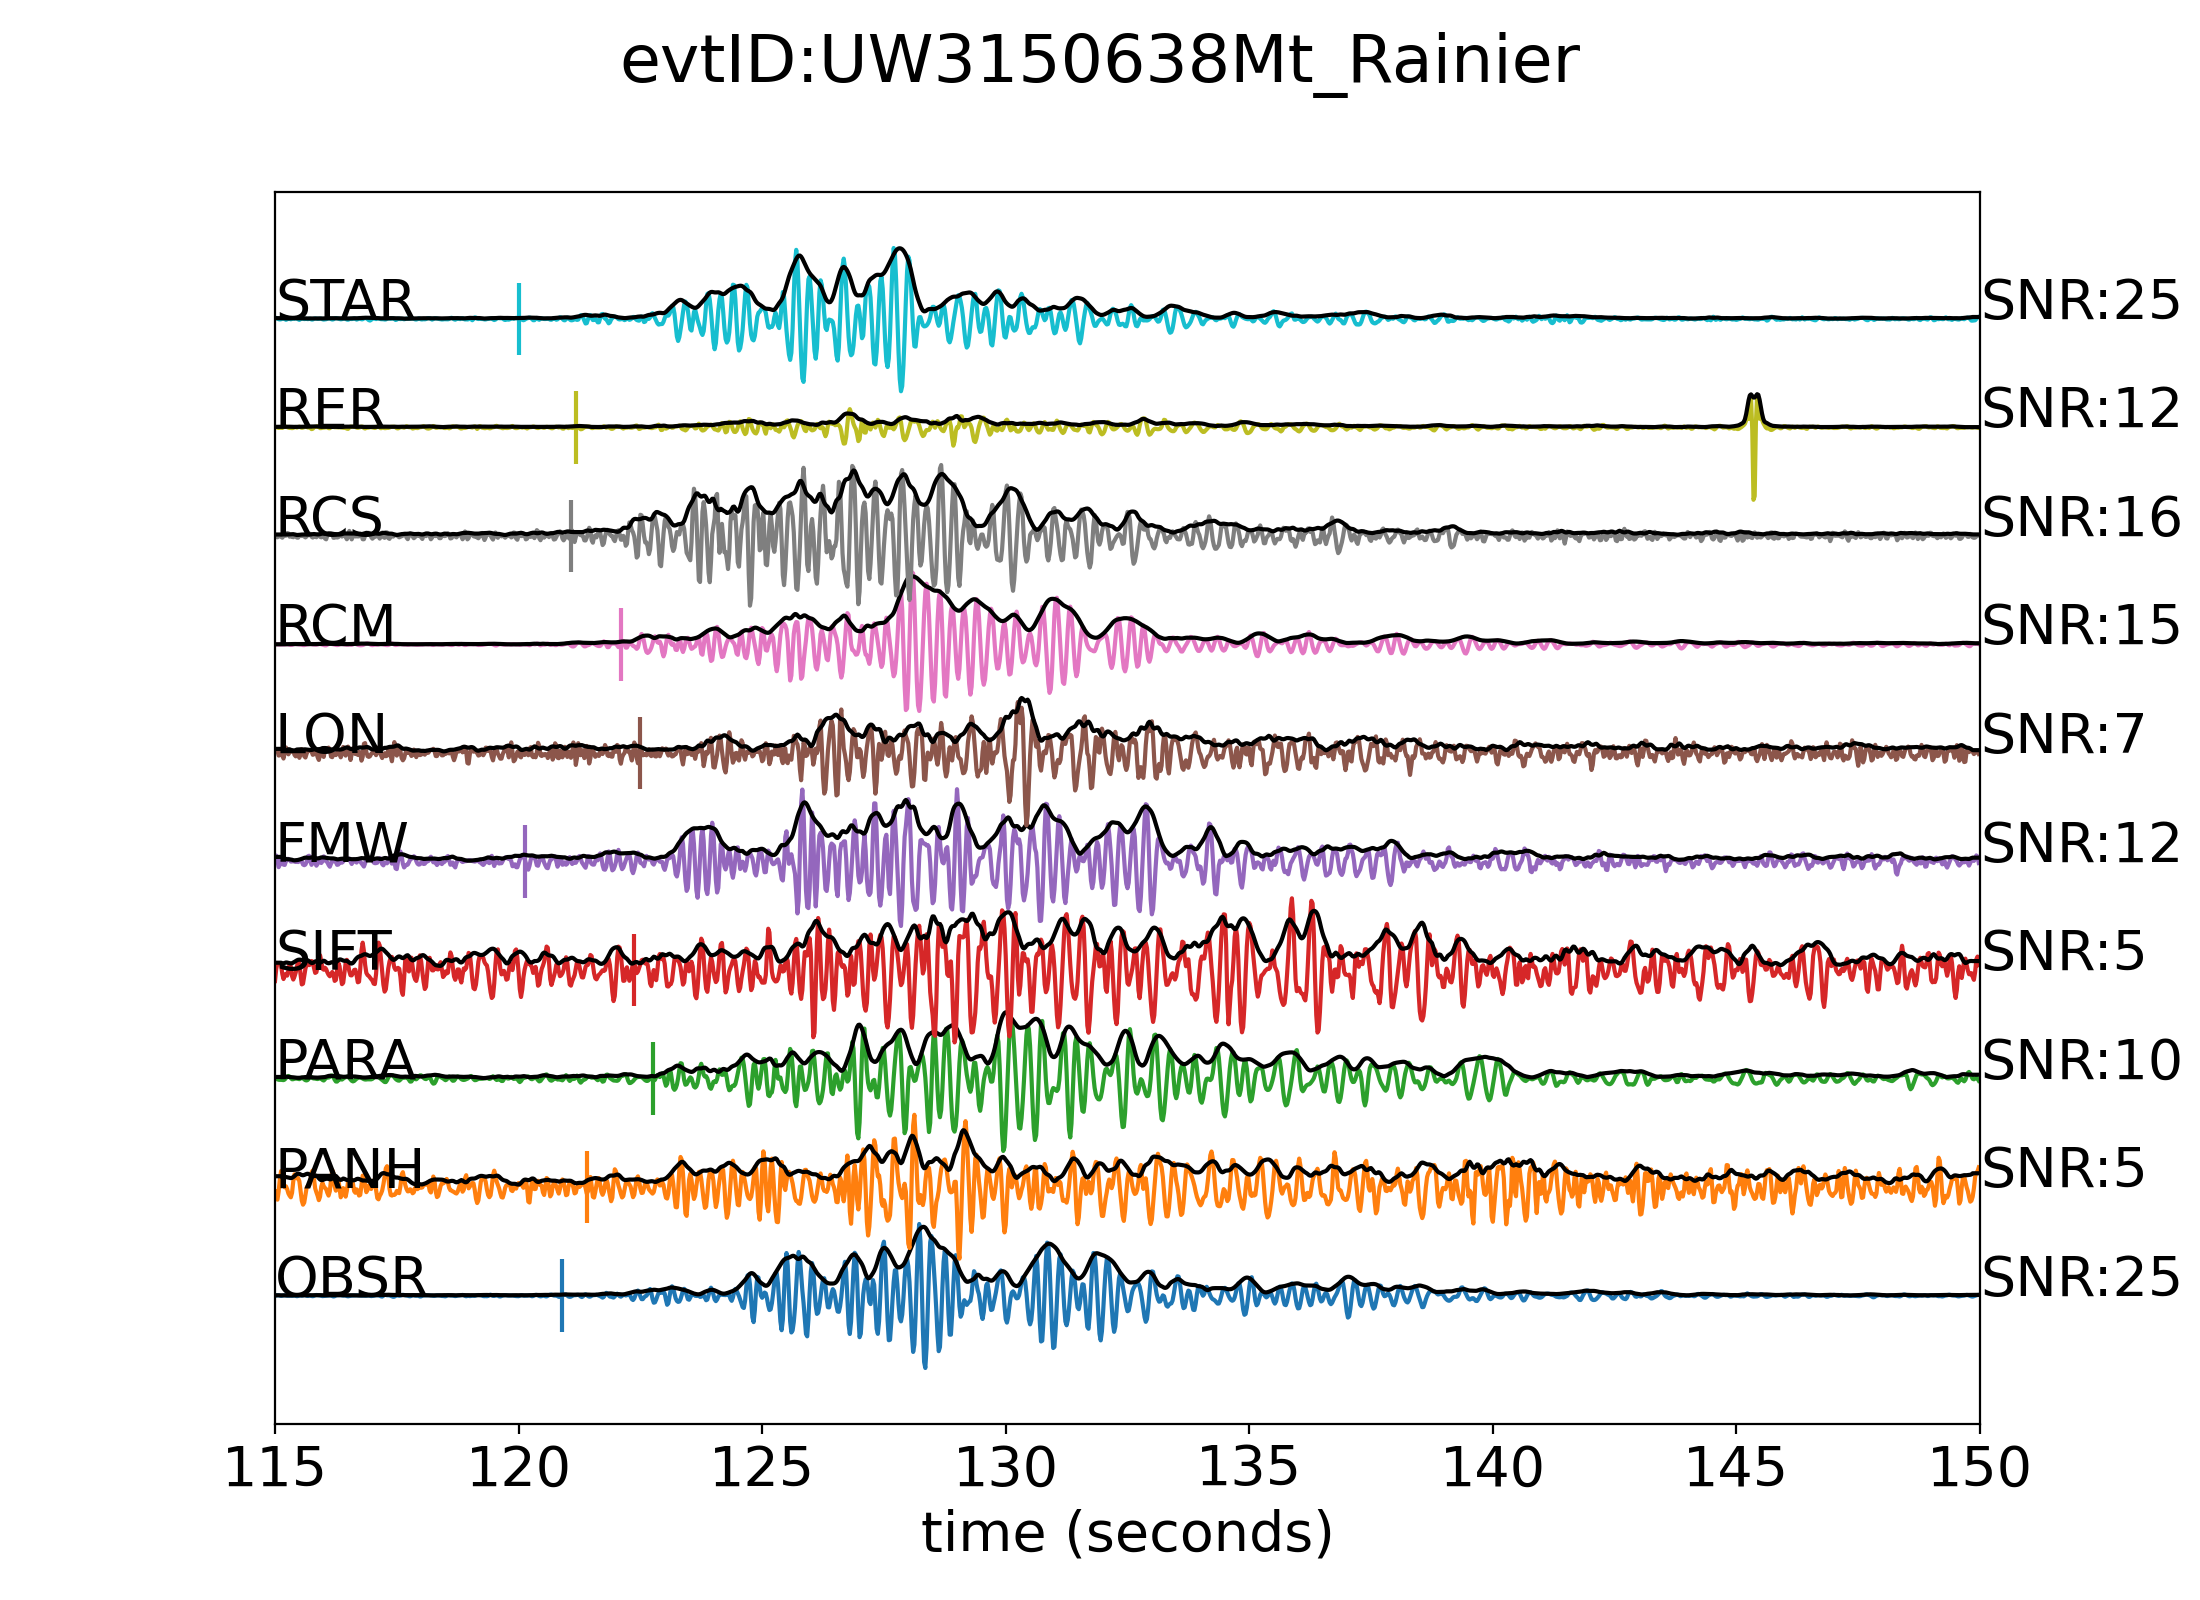 evtID:UW3150638Mt_Rainier
STAR SNR:25
RER SNR:12
RCS SNR:16
RCM SNR:15
LON SNR:7
FMW SNR:12
SIFT SNR:5
PARA SNR:10
PANH SNR:5
OBSR SNR:25
115 120 125 130 135 140 145 150
time (seconds)